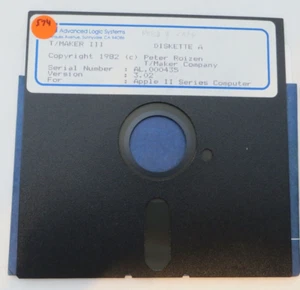 574
Advanced Logic Systems
T/MAKER III DISKETTE A
Copyright 1982 (c) Peter Roizen
T/Maker Company
Serial Number : AL.000435
Version : 3.02
For : Apple II Series Computer